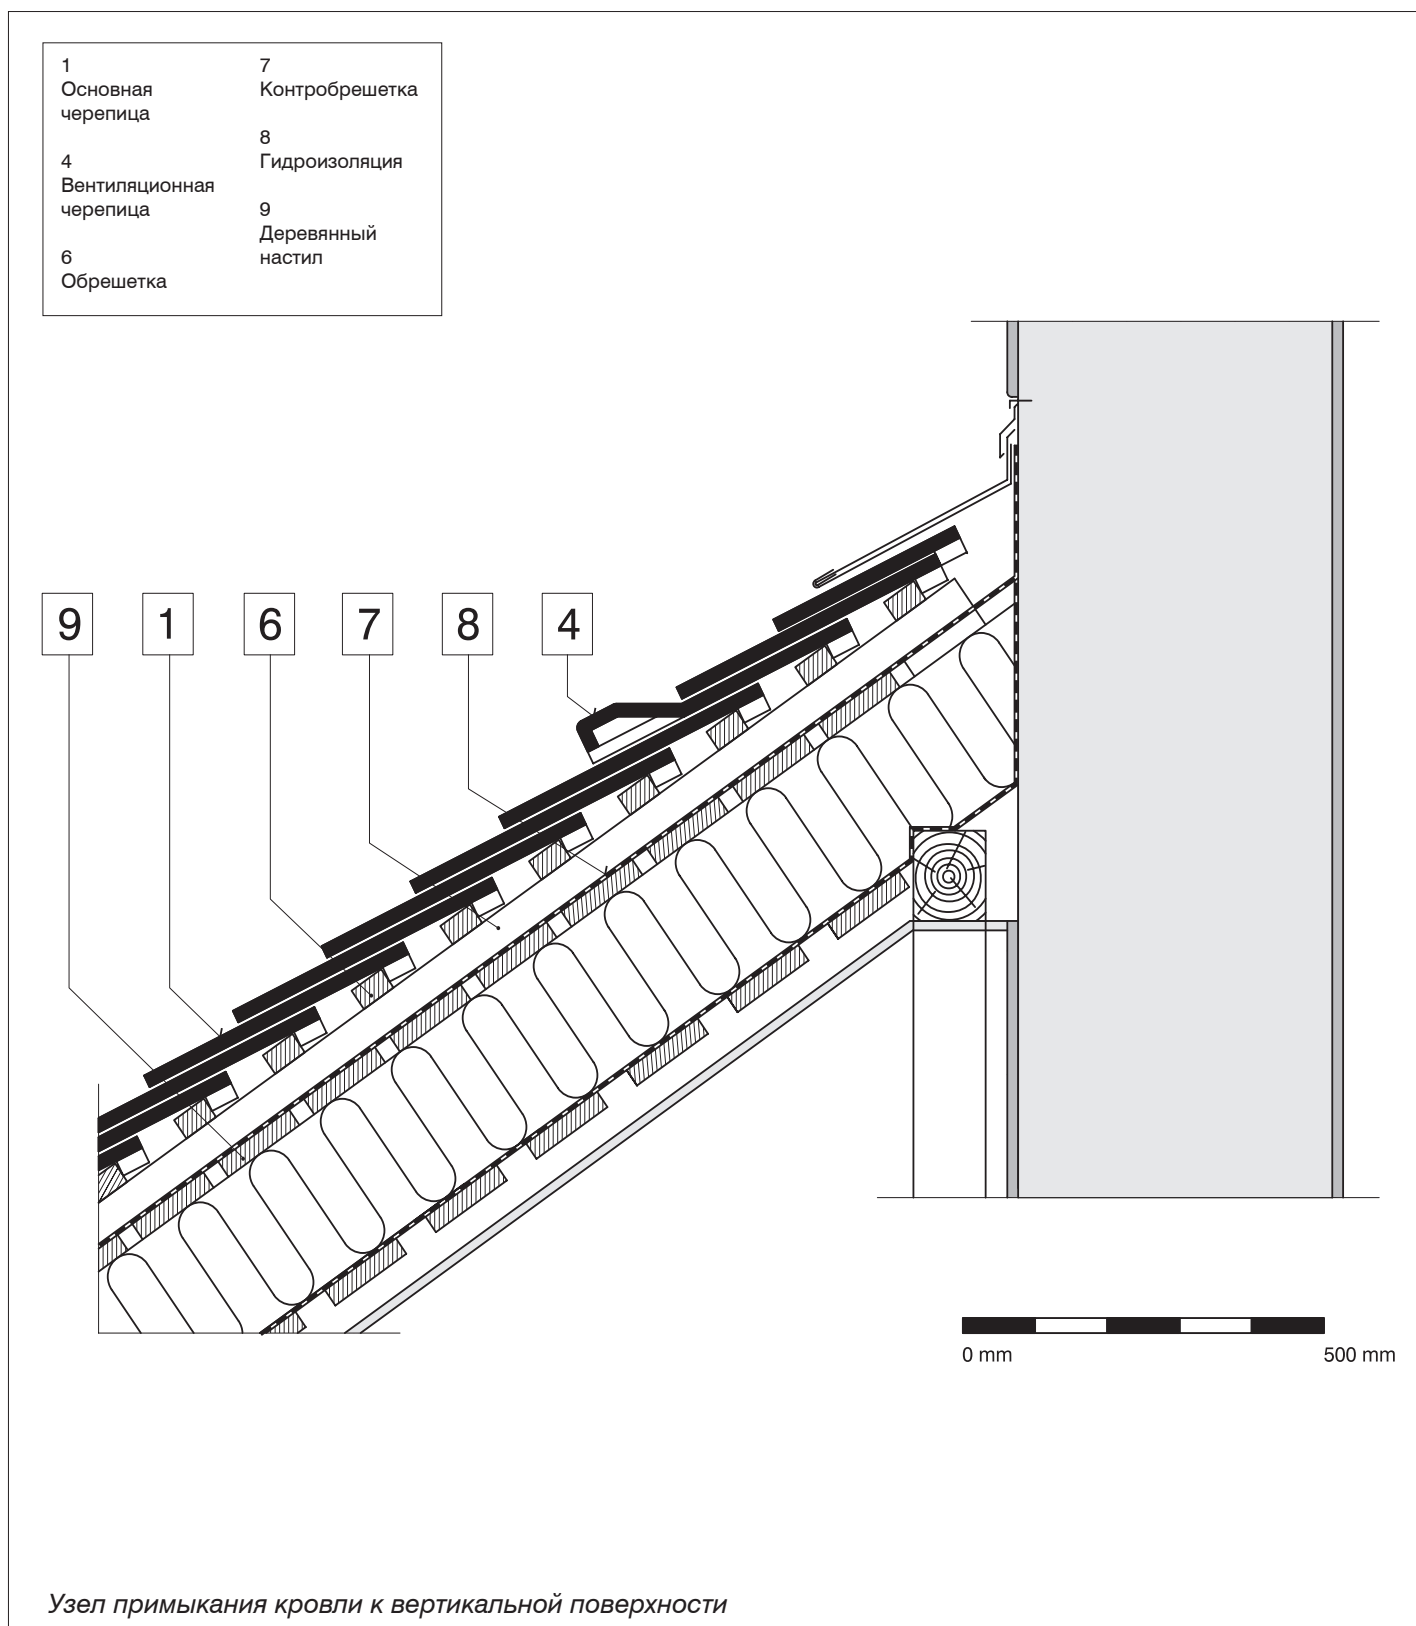 1
Основная
черепица
4
Вентиляционная
черепица
6
Обрешетка
7
Контробрешетка
8
Гидроизоляция
9
Деревянный
настил
9 1 6 7 8 4
0 mm 500 mm
Узел примыкания кровли к вертикальной поверхности